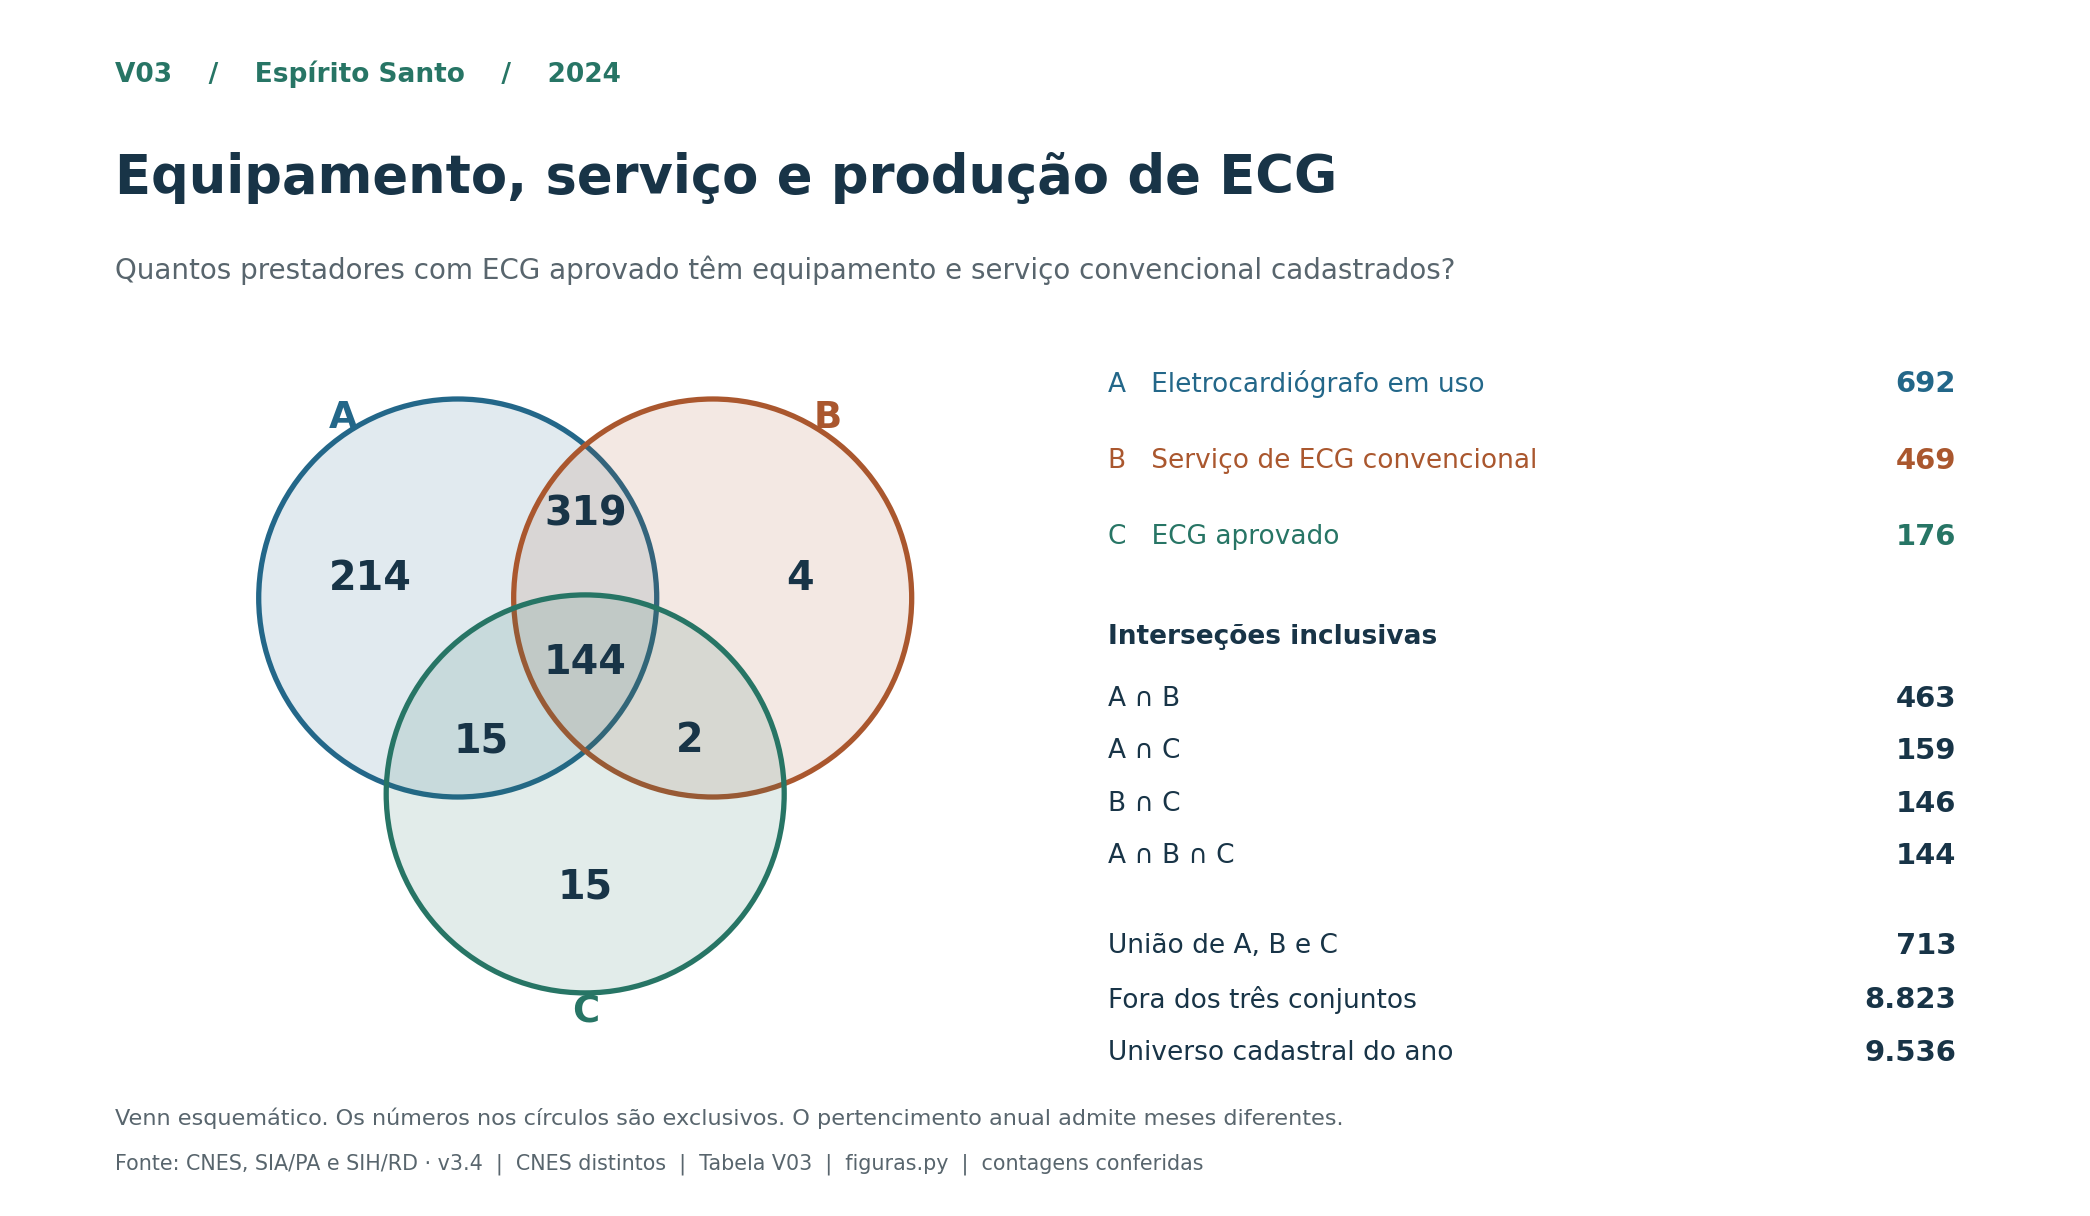 V03 / Espírito Santo / 2024
Equipamento, serviço e produção de ECG
Quantos prestadores com ECG aprovado têm equipamento e serviço convencional cadastrados?
A
B
319
214
4
144
15
2
15
C
A Eletrocardiógrafo em uso 692
B Serviço de ECG convencional 469
C ECG aprovado 176
Interseções inclusivas
A ∩ B 463
A ∩ C 159
B ∩ C 146
A ∩ B ∩ C 144
União de A, B e C 713
Fora dos três conjuntos 8.823
Universo cadastral do ano 9.536
Venn esquemático. Os números nos círculos são exclusivos. O pertencimento anual admite meses diferentes.
Fonte: CNES, SIA/PA e SIH/RD · v3.4 | CNES distintos | Tabela V03 | figuras.py | contagens conferidas